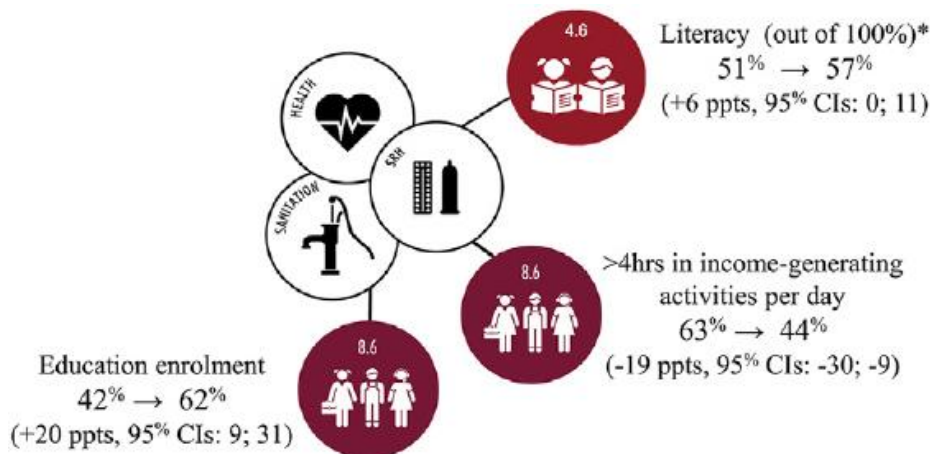 4.6
Literacy (out of 100%)*
51% → 57%
(+6 ppts, 95% CIs: 0; 11)
HEALTH
SRH
SANITATION
8.6
>4hrs in income-generating
activities per day
63% → 44%
(-19 ppts, 95% CIs: -30; -9)
8.6
Education enrolment
42% → 62%
(+20 ppts, 95% CIs: 9; 31)